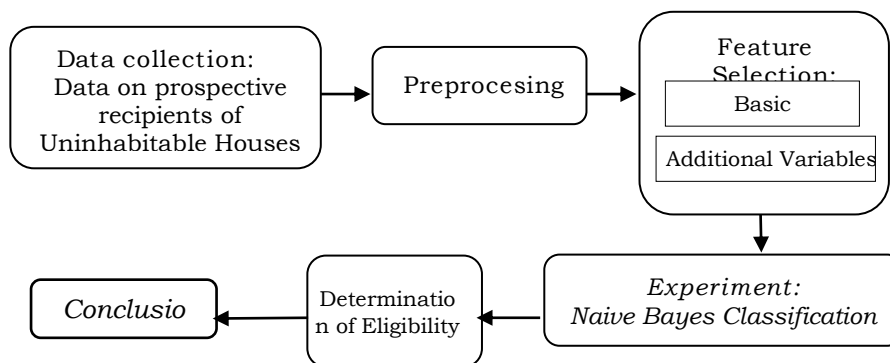 Data collection:
Data on prospective
recipients of
Uninhabitable Houses
Preprocesing
Feature
Selection:
Basic
Additional Variables
Experiment:
Naive Bayes Classification
Determinatio
n of Eligibility
Conclusio